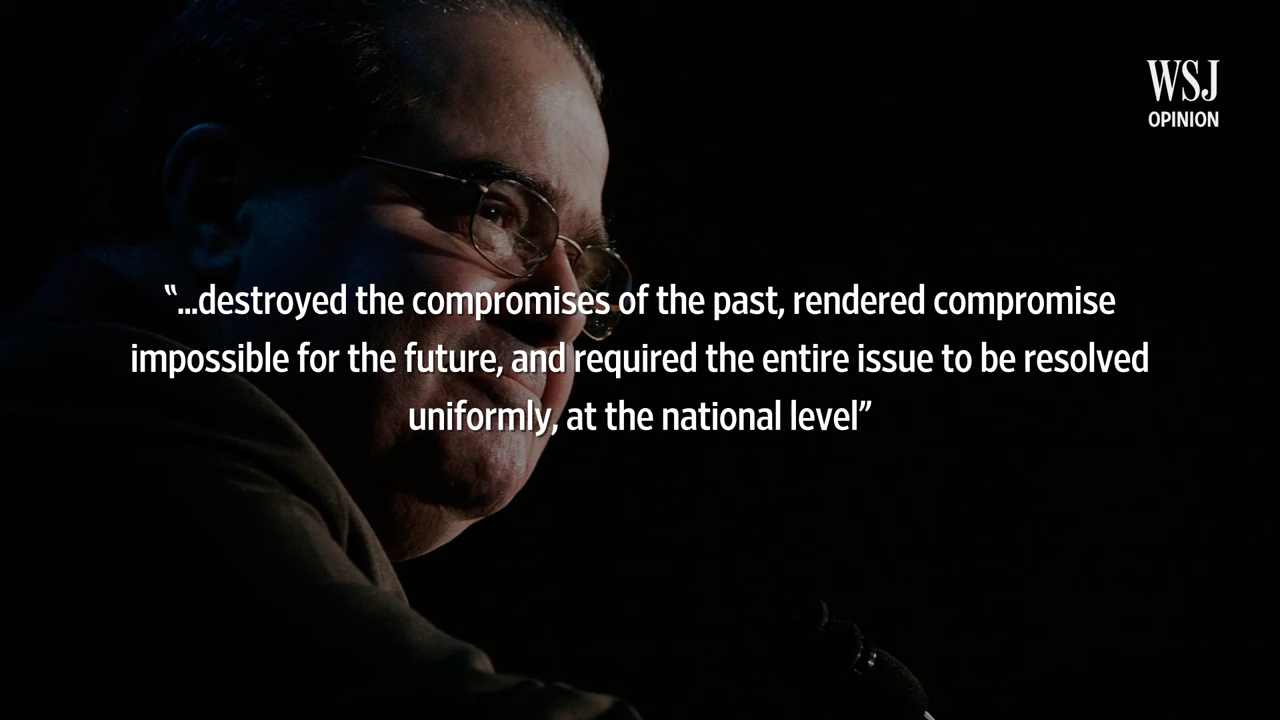 WSJ
OPINION
“...destroyed the compromises of the past, rendered compromise
impossible for the future, and required the entire issue to be resolved
uniformly, at the national level”